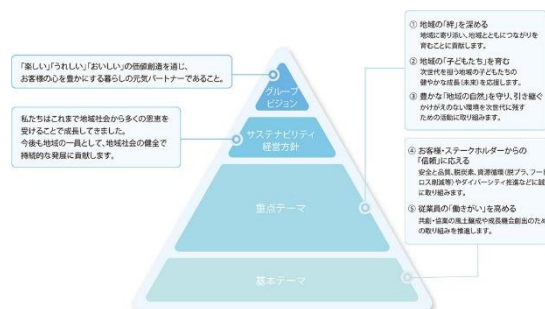 「楽しい」「うれしい」「おいしい」の価値創造を通じ、
お客様の心を豊かにする暮らしの元気パートナーであること。
私たちはこれまで地域社会から多くの恩恵を
受けることで成長してきました。
今後も地域の一員として、地域社会の健全で
持続的な発展に貢献します。
グループ
ビジョン
サステナビリティ
経営方針
重点テーマ
基本テーマ
① 地域の「絆」を深める
地域に寄り添い、地域とともにつながりを
育むことに貢献します。
② 地域の「子どもたち」を育む
次世代を担う地域の子どもたちの
健やかな成長(未来)を応援します。
③ 豊かな「地域の自然」を守り、引き継ぐ
かけがえのない環境を次世代に残す
ための活動に取り組みます。
④ お客様・ステークホルダーからの
「信頼」に応える
安全と品質、脱炭素、資源循環(脱プラ、フード
ロス削減等)やダイバーシティ推進などに誠
に取り組みます。
⑤ 従業員の「働きがい」を高める
共創・協業の風土醸成や成長機会創出のため
の取り組みを推進します。